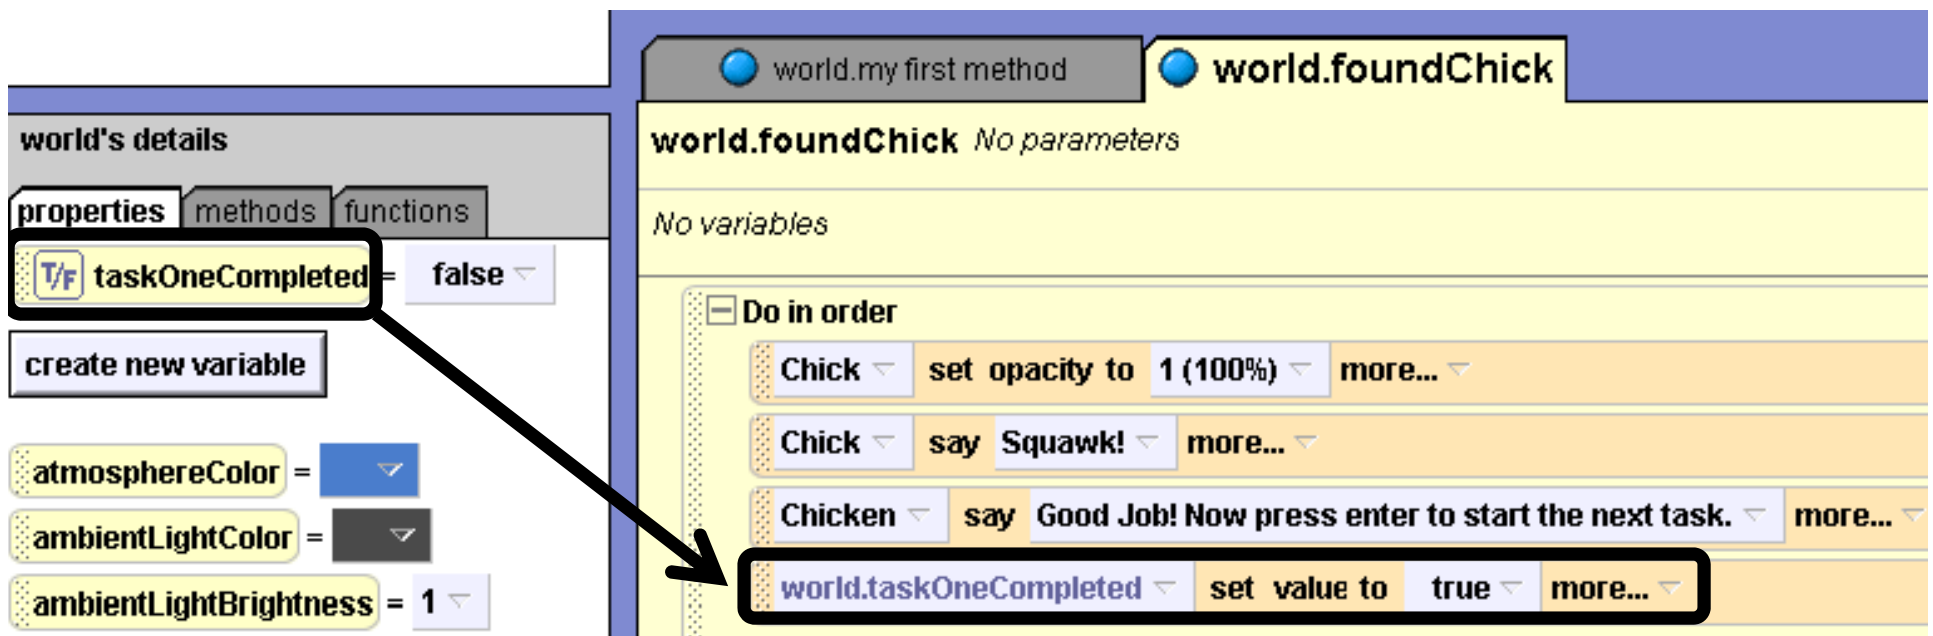 world.my first method
world.foundChick
world's details
properties methods functions
T/F taskOneCompleted = false
create new variable
atmosphereColor =
ambientLightColor =
ambientLightBrightness = 1
world.foundChick No parameters
No variables
Do in order
Chick set opacity to 1 (100%) more...
Chick say Squawk! more...
Chicken say Good Job! Now press enter to start the next task. more...
world.taskOneCompleted set value to true more...